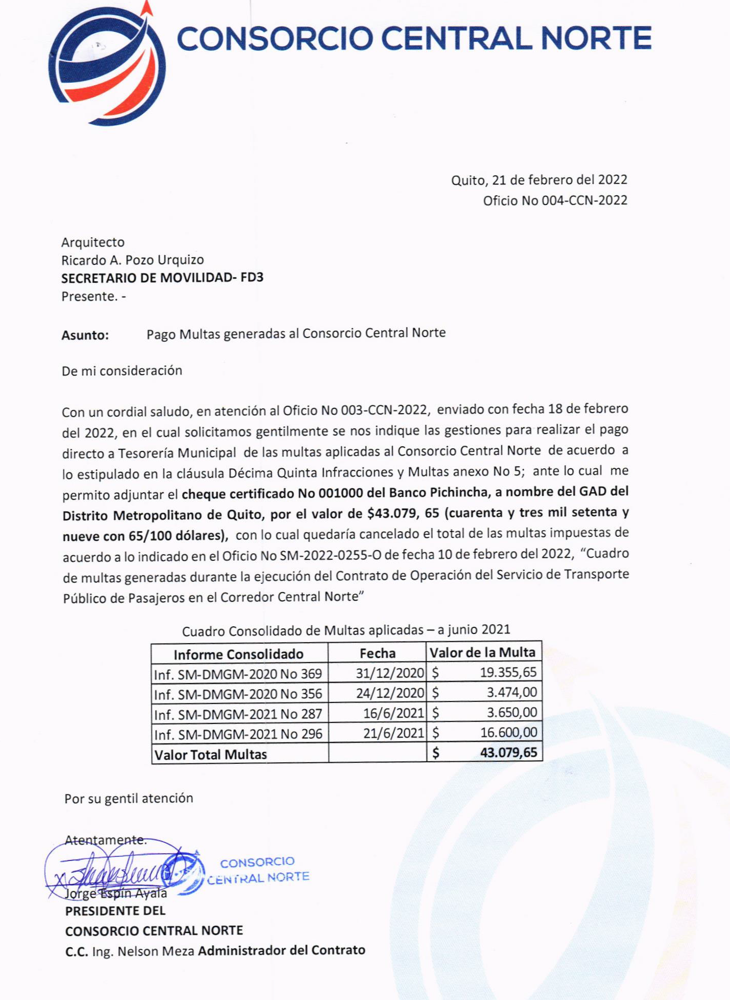 CONSORCIO CENTRAL NORTE
Quito, 21 de febrero del 2022
Oficio No 004-CCN-2022
Arquitecto
Ricardo A. Pozo Urquizo
SECRETARIO DE MOVILIDAD- FD3
Presente. -
Asunto: Pago Multas generadas al Consorcio Central Norte
De mi consideración
Con un cordial saludo, en atención al Oficio No 003-CCN-2022, enviado con fecha 18 de febrero
del 2022, en el cual solicitamos gentilmente se nos indique las gestiones para realizar el pago
directo a Tesorería Municipal de las multas aplicadas al Consorcio Central Norte de acuerdo a
lo estipulado en la cláusula Décima Quinta Infracciones y Multas anexo No 5; ante lo cual me
permito adjuntar el cheque certificado No 001000 del Banco Pichincha, a nombre del GAD del
Distrito Metropolitano de Quito, por el valor de $43.079, 65 (cuarenta y tres mil setenta y
nueve con 65/100 dólares), con lo cual quedaría cancelado el total de las multas impuestas de
acuerdo a lo indicado en el Oficio No SM-2022-0255-O de fecha 10 de febrero del 2022, “Cuadro
de multas generadas durante la ejecución del Contrato de Operación del Servicio de Transporte
Público de Pasajeros en el Corredor Central Norte”
Cuadro Consolidado de Multas aplicadas – a junio 2021
Informe Consolidado Fecha Valor de la Multa
Inf. SM-DMGM-2020 No 369 31/12/2020 $ 19.355,65
Inf. SM-DMGM-2020 No 356 24/12/2020 $ 3.474,00
Inf. SM-DMGM-2021 No 287 16/6/2021 $ 3.650,00
Inf. SM-DMGM-2021 No 296 21/6/2021 $ 16.600,00
Valor Total Multas $ 43.079,65
Por su gentil atención
Atentamente.
CONSORCIO
CENTRAL NORTE
Jorge Espín Ayala
PRESIDENTE DEL
CONSORCIO CENTRAL NORTE
C.C. Ing. Nelson Meza Administrador del Contrato